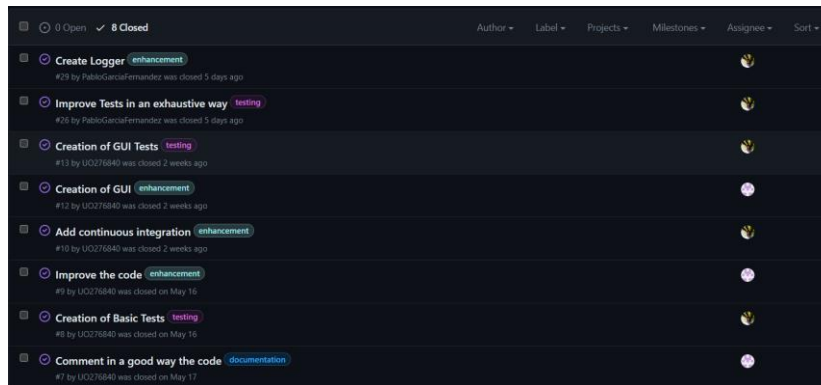 0 Open 8 Closed Author Label Projects Milestones Assignee Sort
Create Logger enhancement
#29 by PabloGarciaFernandez was closed 5 days ago
Improve Tests in an exhaustive way testing
#26 by PabloGarciaFernandez was closed 5 days ago
Creation of GUI Tests testing
#13 by UO276840 was closed 2 weeks ago
Creation of GUI enhancement
#12 by UO276840 was closed 2 weeks ago
Add continuous integration enhancement
#10 by UO276840 was closed 2 weeks ago
Improve the code enhancement
#9 by UO276840 was closed on May 16
Creation of Basic Tests testing
#8 by UO276840 was closed on May 16
Comment in a good way the code documentation
#7 by UO276840 was closed on May 17